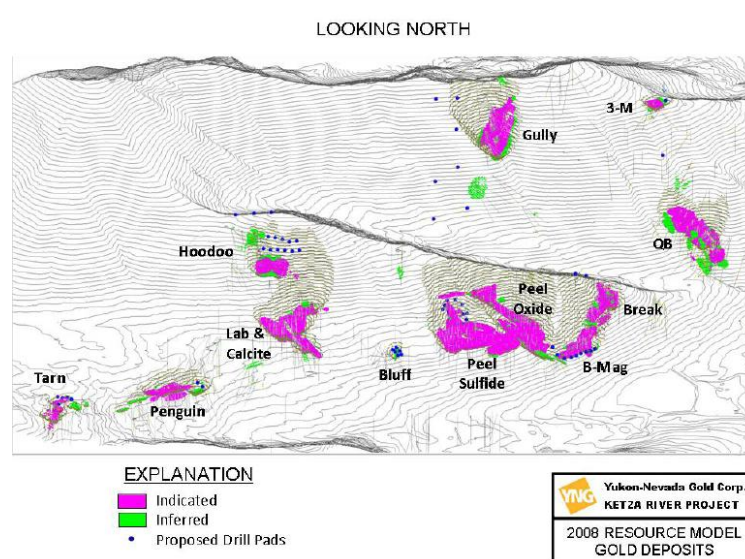 LOOKING NORTH
3-M
Gully
Hoodoo
QB
Peel
Oxide
Break
Lab &
Calcite
Tarn
Bluff
Peel
Sulfide
B-Mag
Penguin
EXPLANATION
Indicated
Inferred
Proposed Drill Pads
YNG
Yukon-Nevada Gold Corp.
KETZA RIVER PROJECT
2008 RESOURCE MODEL
GOLD DEPOSITS